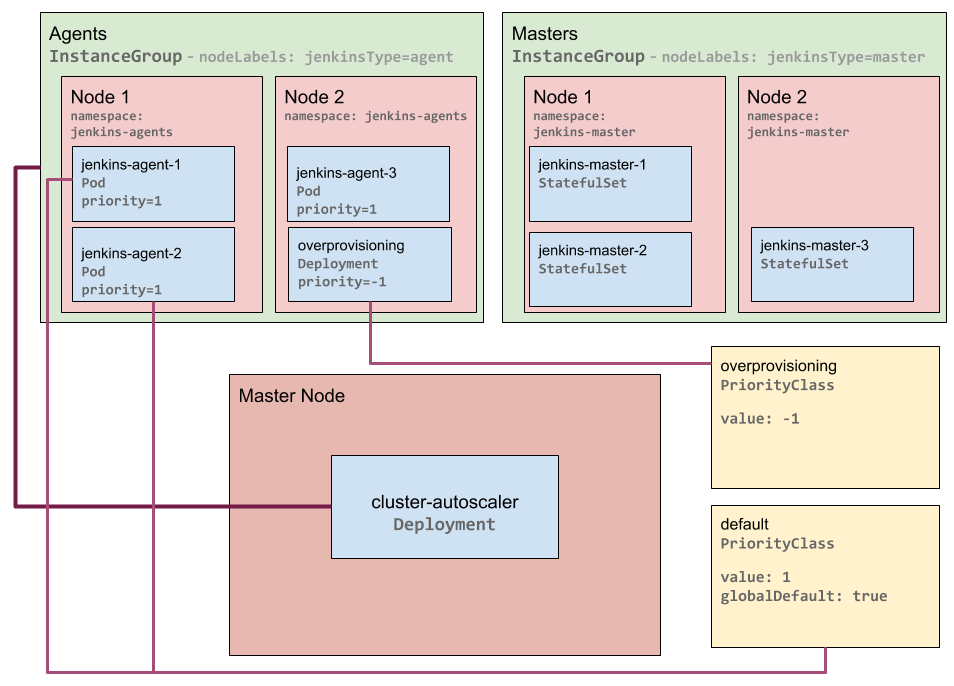 Agents
InstanceGroup - nodeLabels: jenkinsType=agent
Node 1
namespace:
jenkins-agents
jenkins-agent-1
Pod
priority=1
jenkins-agent-2
Pod
priority=1
Node 2
namespace: jenkins-agents
jenkins-agent-3
Pod
priority=1
overprovisioning
Deployment
priority=-1
Masters
InstanceGroup - nodeLabels: jenkinsType=master
Node 1
namespace:
jenkins-master
jenkins-master-1
StatefulSet
jenkins-master-2
StatefulSet
Node 2
namespace:
jenkins-master
jenkins-master-3
StatefulSet
Master Node
cluster-autoscaler
Deployment
overprovisioning
PriorityClass
value: -1
default
PriorityClass
value: 1
globalDefault: true